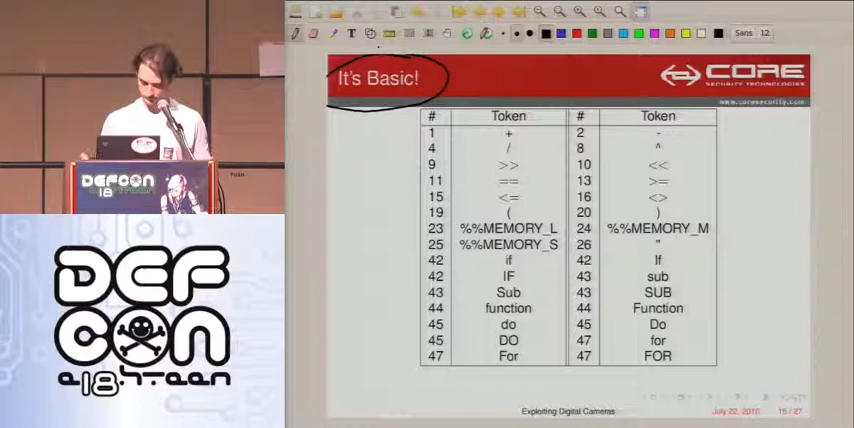 Sans 12
It's Basic!
CORE
SECURITY TECHNOLOGIES
www.coresecurity.com
# Token # Token
1 + 2 -
4 / 8 ^
9 >> 10 <<
11 == 13 >=
15 <= 16 <>
19 ( 20 )
23 %%MEMORY_L 24 %%MEMORY_M
25 %%MEMORY_S 26 "
42 if 42 If
42 IF 43 sub
43 Sub 43 SUB
44 function 44 Function
45 do 45 Do
45 DO 47 for
47 For 47 FOR
Exploiting Digital Cameras July 22, 2010 15 / 27
PUSH
DEFCON
18
DEF
CON
e18hteen